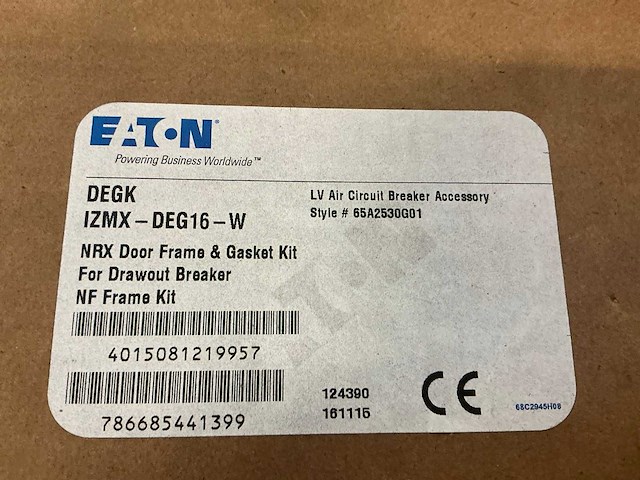 EATON
Powering Business Worldwide™
DEGK
IZMX-DEG16-W
LV Air Circuit Breaker Accessory
Style # 65A2530G01
NRX Door Frame & Gasket Kit
For Drawout Breaker
NF Frame Kit
4015081219957
786685441399
124390
161115
CE
68C2945H08